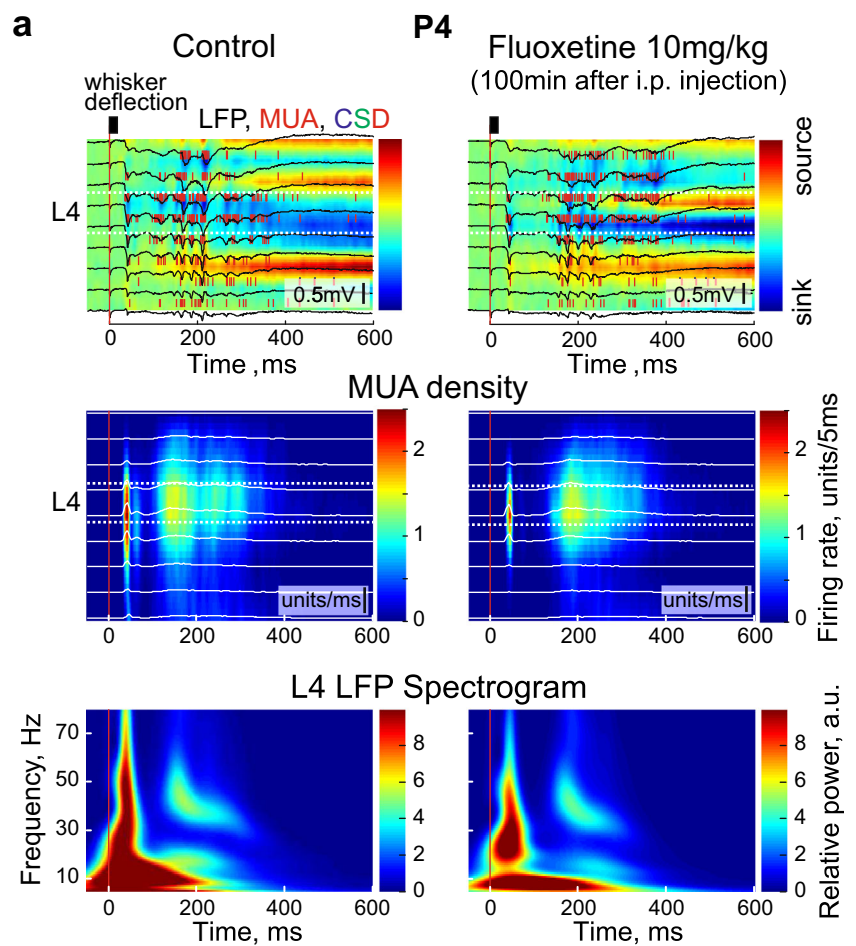 a
P4
Control
Fluoxetine 10mg/kg
(100min after i.p. injection)
whisker
deflection
LFP, MUA, CSD
L4
0.5mV
0.5mV
source
sink
0 200 400 600
0 200 400 600
Time ,ms
Time ,ms
MUA density
L4
2
1
0
2
1
0
units/ms
units/ms
Firing rate, units/5ms
0 200 400 600
0 200 400 600
L4 LFP Spectrogram
Frequency, Hz
70
50
30
10
8
6
4
2
0
8
6
4
2
0
Relative power, a.u.
0 200 400 600
0 200 400 600
Time, ms
Time, ms